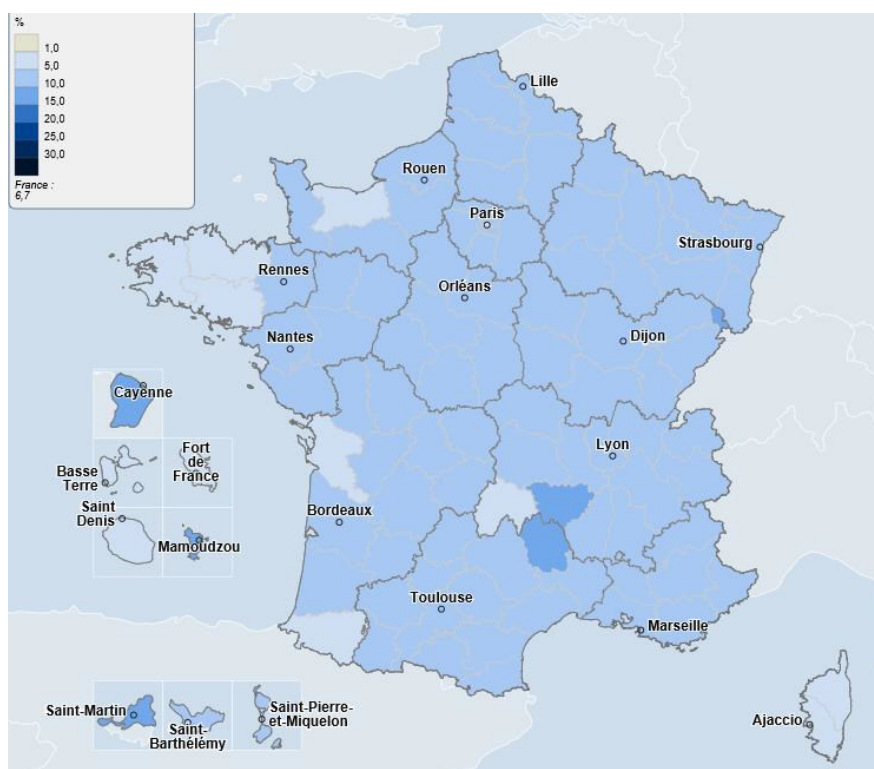 %
1,0
5,0
10,0
15,0
20,0
25,0
30,0
France :
6,7
Lille
Rouen
Paris
Strasbourg
Rennes
Orléans
Nantes
Dijon
Cayenne
Lyon
Basse
Terre
Fort
de
France
Saint
Denis
Bordeaux
Mamoudzou
Toulouse
Marseille
Saint-Martin
Saint-
Barthélémy
Saint-Pierre-
et-Miquelon
Ajaccio